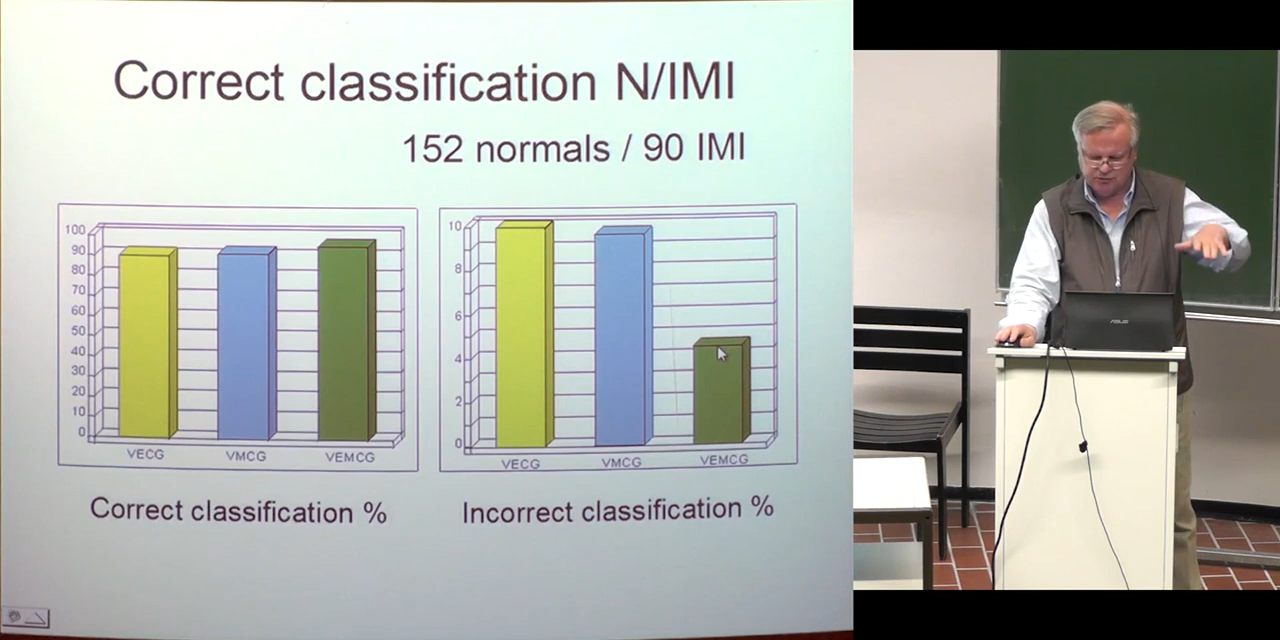 Correct classification N/IMI
152 normals / 90 IMI
100
90
80
70
60
50
40
30
20
10
0
VECG VMCG VEMCG
10
8
6
4
2
0
VECG VMCG VEMCG
Correct classification %
Incorrect classification %
ASUS